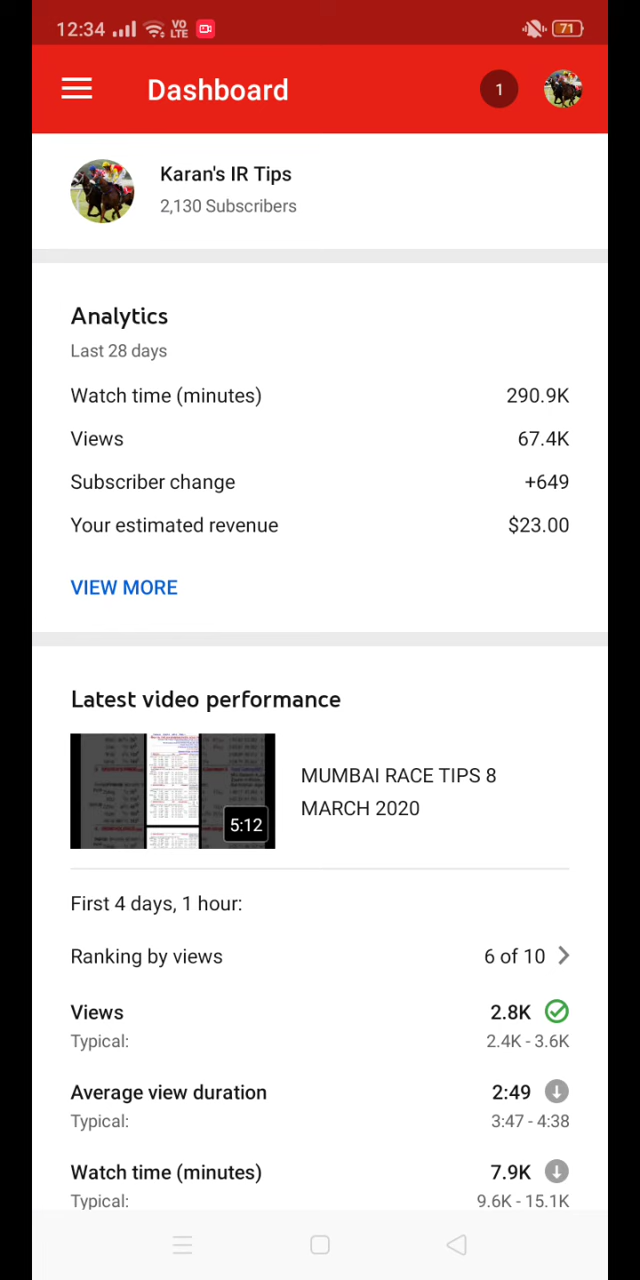 12:34 VO LTE 71
Dashboard 1
Karan's IR Tips
2,130 Subscribers
Analytics
Last 28 days
Watch time (minutes) 290.9K
Views 67.4K
Subscriber change +649
Your estimated revenue $23.00
VIEW MORE
Latest video performance
5:12
MUMBAI RACE TIPS 8
MARCH 2020
First 4 days, 1 hour:
Ranking by views 6 of 10
Views 2.8K
Typical: 2.4K - 3.6K
Average view duration 2:49
Typical: 3:47 - 4:38
Watch time (minutes) 7.9K
Typical: 9.6K - 15.1K